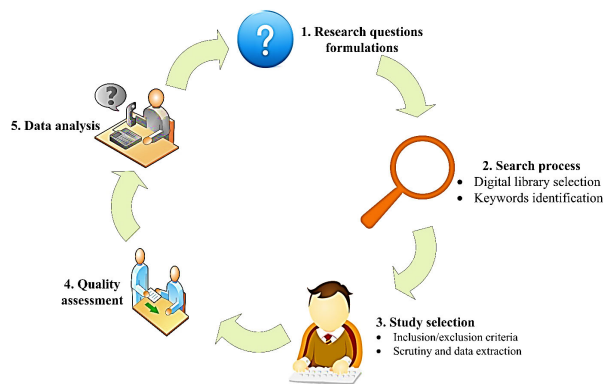 1. Research questions
formulations
2. Search process
• Digital library selection
• Keywords identification
3. Study selection
• Inclusion/exclusion criteria
• Scrutiny and data extraction
4. Quality
assessment
5. Data analysis
?
?